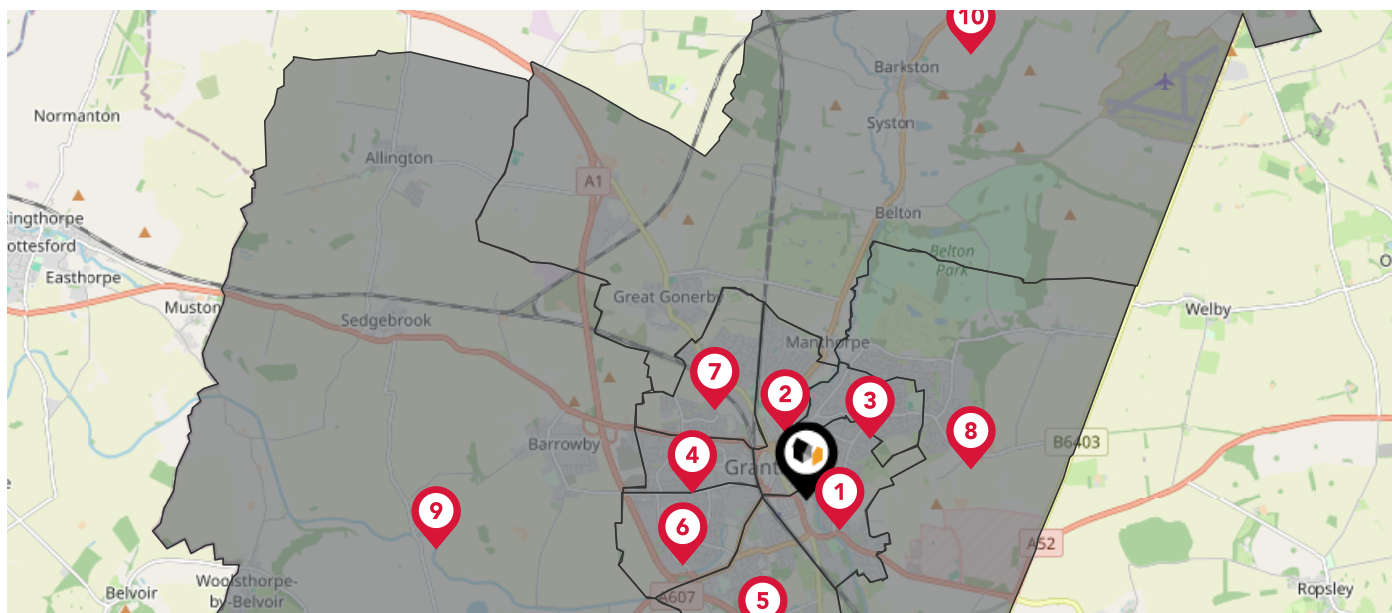 10
Barkston
Normanton
Syston
Allington
A1
Belton
Belton
Park
ottesford
Easthorpe
Great Gonerby
Muston
Welby
Sedgebrook
Manthorpe
7
2
3
8
B6403
Barrowby
4
Grant
1
9
6
A52
Woolsthorpe-
by-Belvoir
Belvoir
A607
5
Ropsley